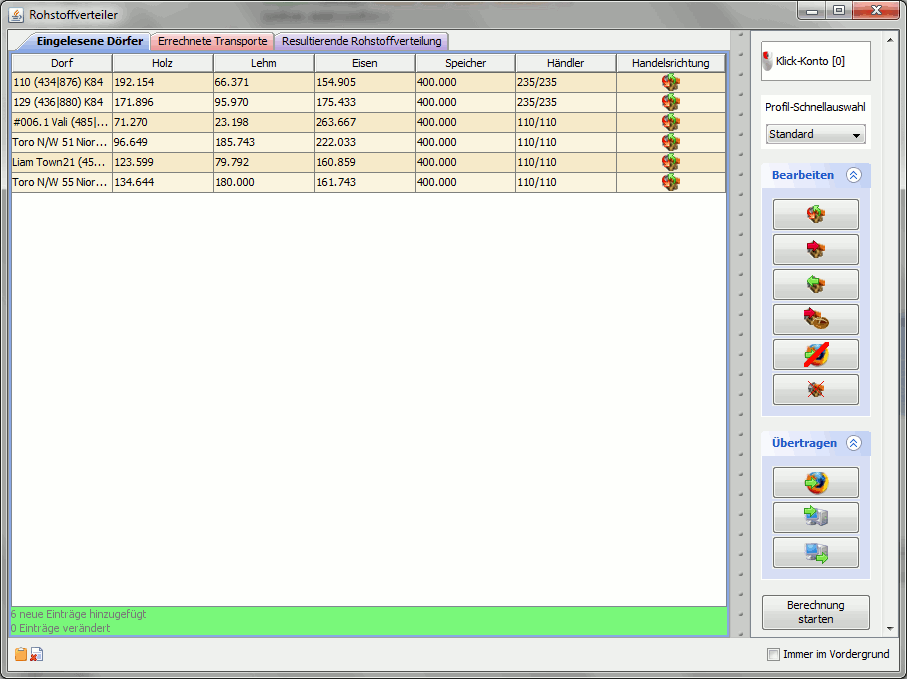 Rohstoffverteiler
Eingelesene Dörfer Errechnete Transporte Resultierende Rohstoffverteilung
Dorf Holz Lehm Eisen Speicher Händler Handelsrichtung
110 (434|876) K84 192.154 66.371 154.905 400.000 235/235
129 (436|880) K84 171.896 95.970 175.433 400.000 235/235
#006.1 Vali (485|... 71.270 23.198 263.667 400.000 110/110
Toro N/W 51 Nior... 96.649 185.743 222.033 400.000 110/110
Liam Town21 (45... 123.599 79.792 160.859 400.000 110/110
Toro N/W 55 Nior... 134.644 180.000 161.743 400.000 110/110
6 neue Einträge hinzugefügt
0 Einträge verändert
Klick-Konto [0]
Profil-Schnellauswahl
Standard
Bearbeiten
Übertragen
Berechnung
starten
Immer im Vordergrund